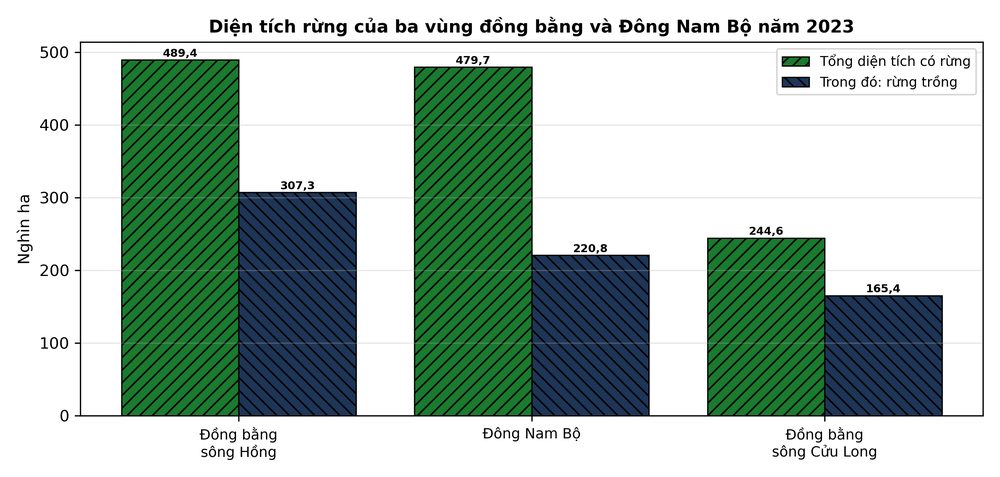 Diện tích rừng của ba vùng đồng bằng và Đông Nam Bộ năm 2023
Tổng diện tích có rừng
Trong đó: rừng trồng
Nghìn ha
500
400
300
200
100
0
489,4
307,3
479,7
220,8
244,6
165,4
Đồng bằng
sông Hồng
Đông Nam Bộ
Đồng bằng
sông Cửu Long